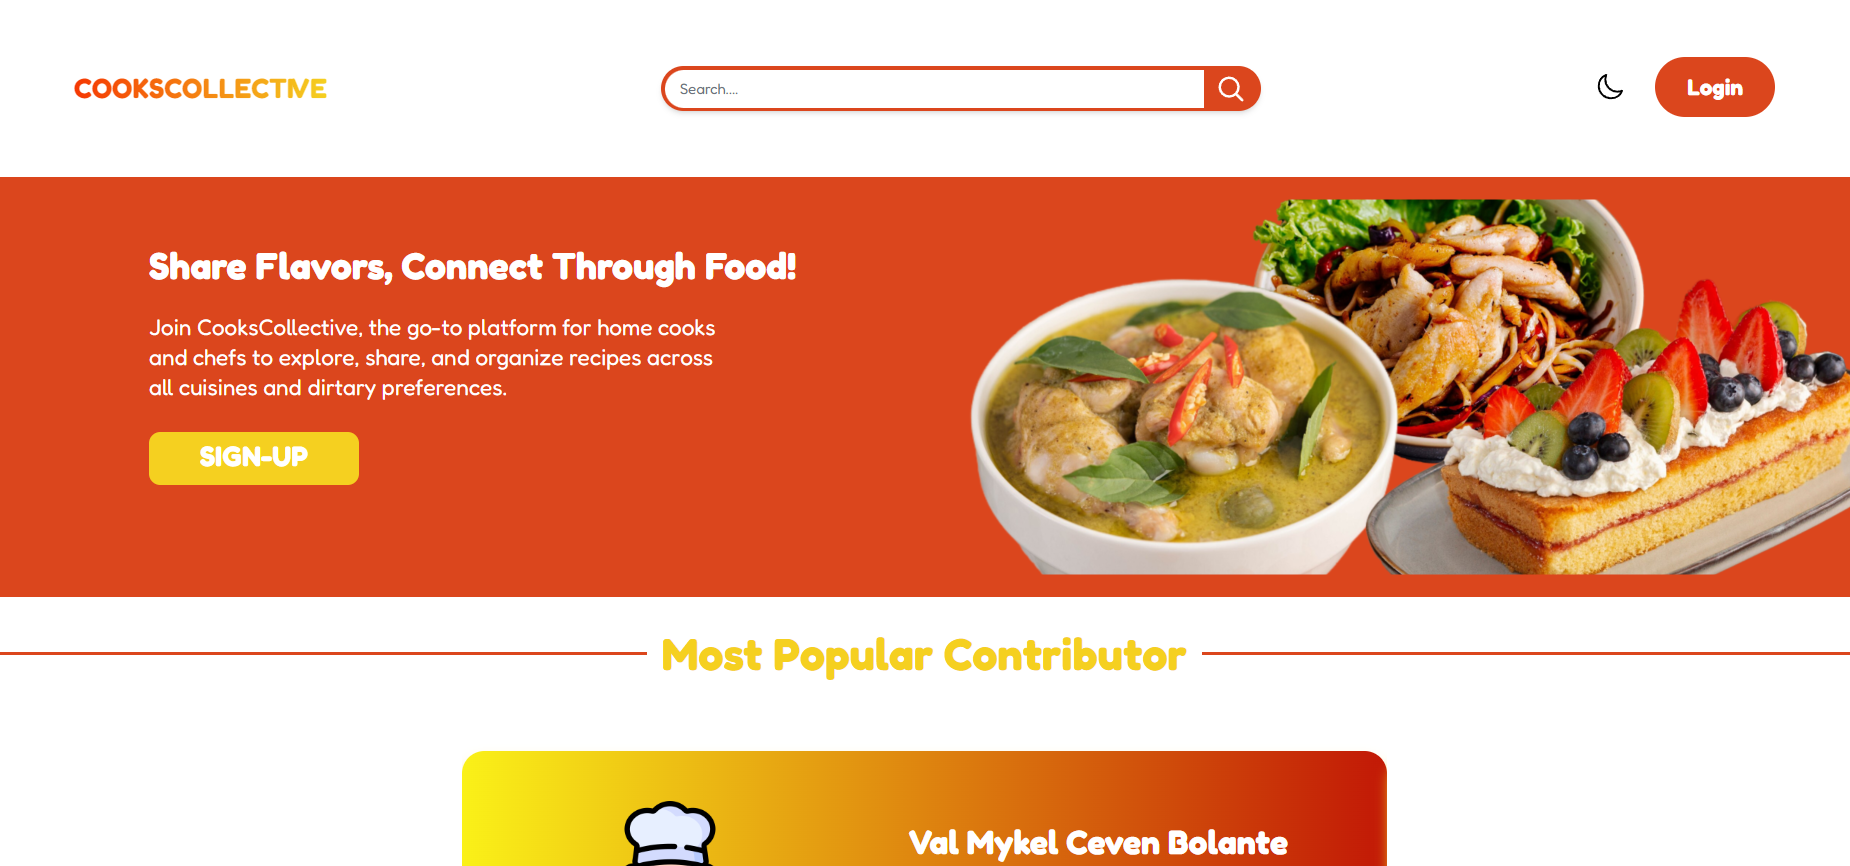 COOKSCOLLECTIVE
Search....
Login
Share Flavors, Connect Through Food!
Join CooksCollective, the go-to platform for home cooks
and chefs to explore, share, and organize recipes across
all cuisines and dirtary preferences.
SIGN-UP
Most Popular Contributor
Val Mykel Ceven Bolante